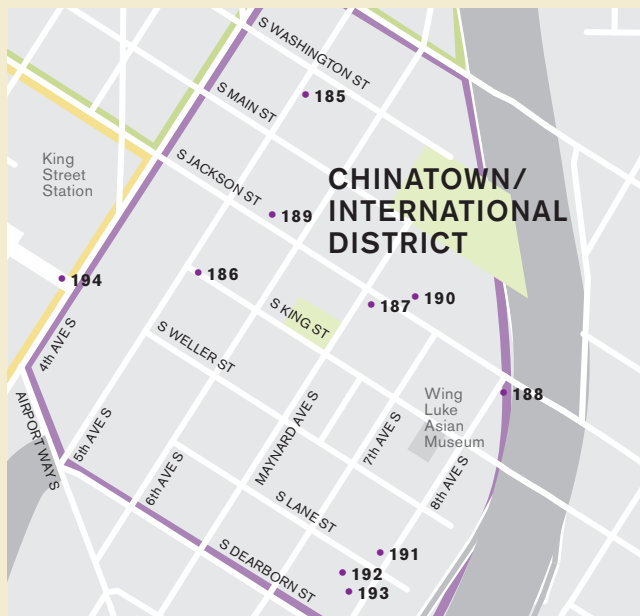 S WASHINGTON ST
185
S MAIN ST
King
Street
Station
S JACKSON ST
CHINATOWN/
INTERNATIONAL
DISTRICT
189
194
186
190
187
S KING ST
4th AVE S
S WELLER ST
188
Wing
Luke
Asian
Museum
AIRPORT WAY S
5th AVE S
MAYNARD AVE S
7th AVE S
6th AVE S
8th AVE S
S LANE ST
S DEARBORN ST
191
192
193